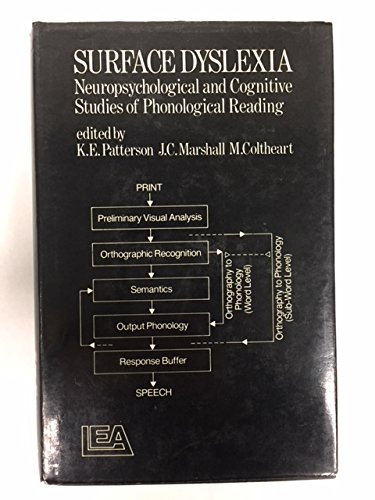 SURFACE DYSLEXIA
Neuropsychological and Cognitive
Studies of Phonological Reading
edited by
K.E. Patterson J.C. Marshall M.Coltheart
PRINT
Preliminary Visual Analysis
Orthographic Recognition
Semantics
Output Phonology
Response Buffer
SPEECH
Orthography to
Phonology
(Word Level)
Orthography to Phonology
(Sub-Word Level)
LEA